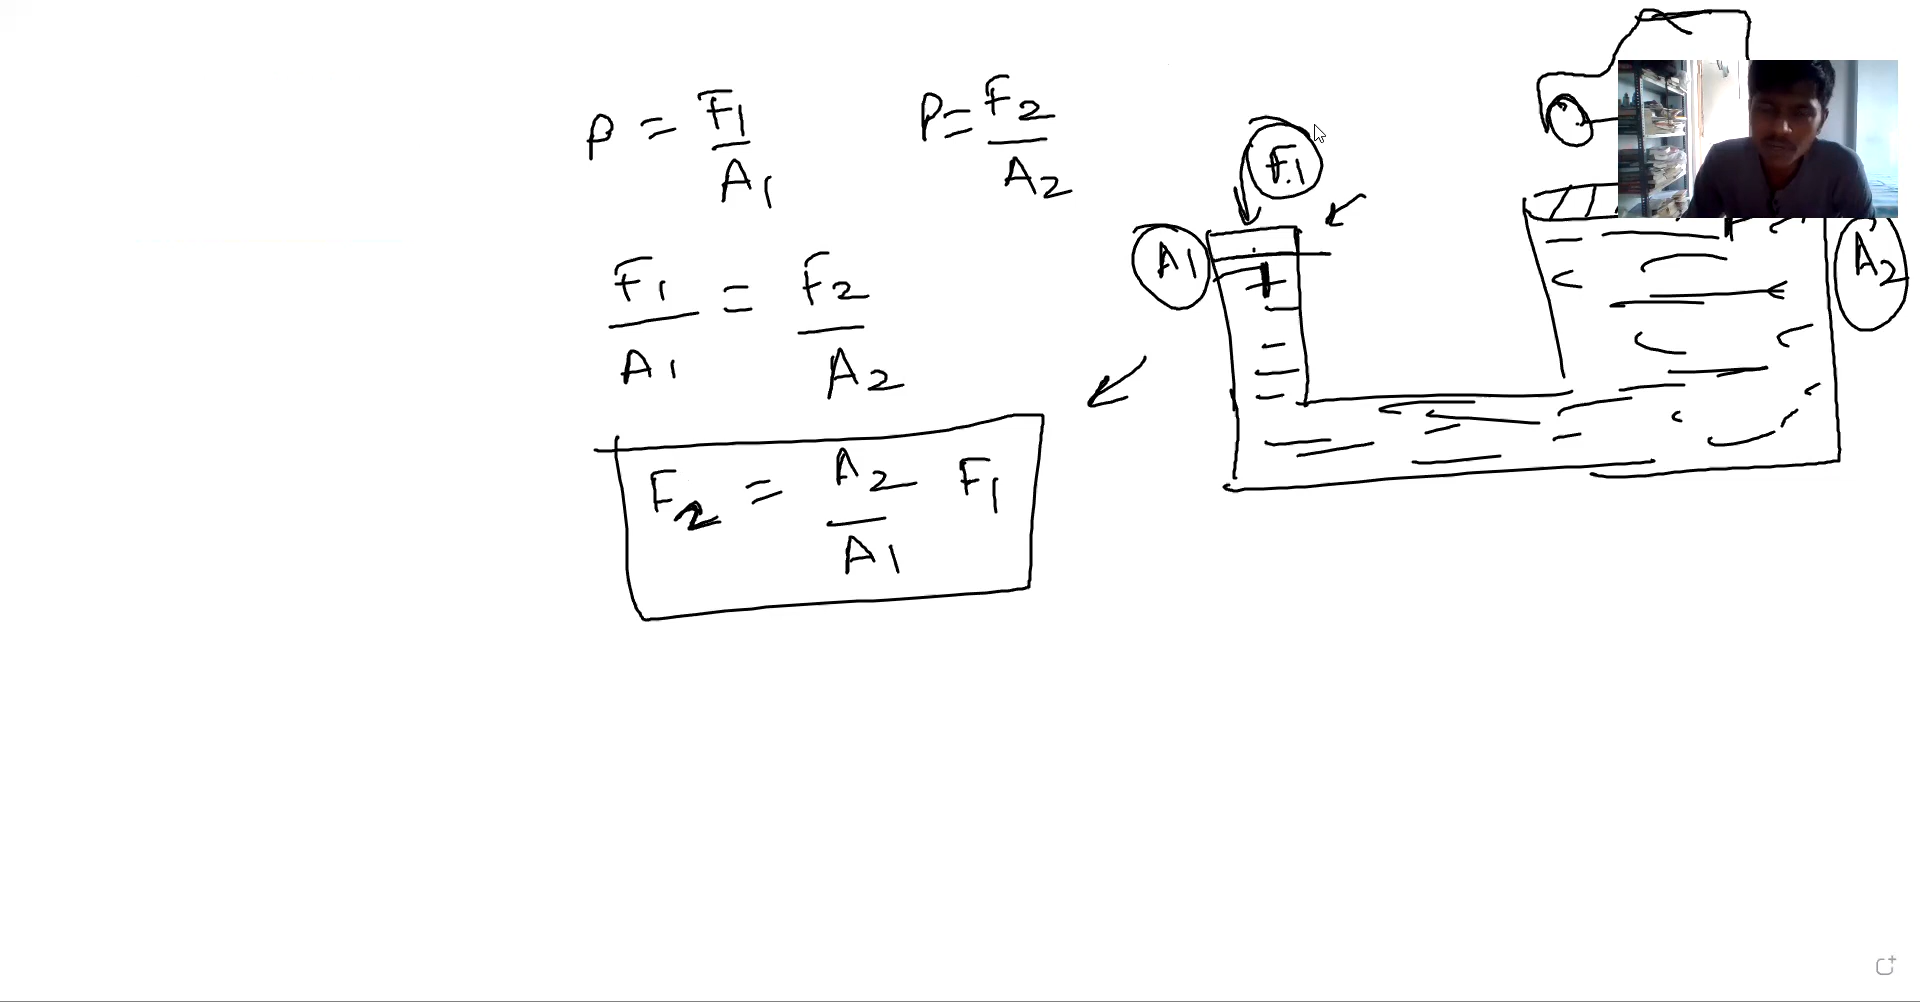 P = F1/A1
P = F2/A2
F1/A1 = F2/A2
F2 = A2/A1 F1
F1
A1
A2